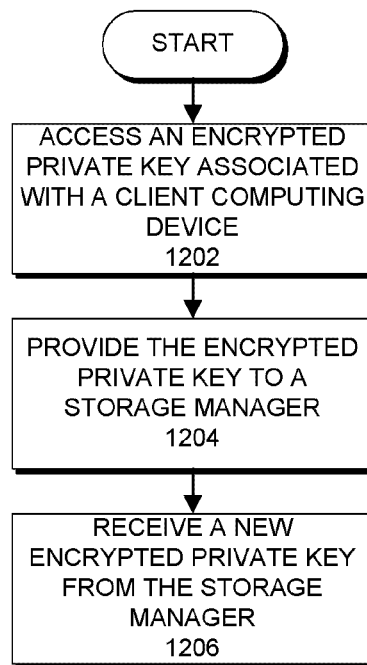 START
ACCESS AN ENCRYPTED
PRIVATE KEY ASSOCIATED
WITH A CLIENT COMPUTING
DEVICE
1202
PROVIDE THE ENCRYPTED
PRIVATE KEY TO A
STORAGE MANAGER
1204
RECEIVE A NEW
ENCRYPTED PRIVATE KEY
FROM THE STORAGE
MANAGER
1206